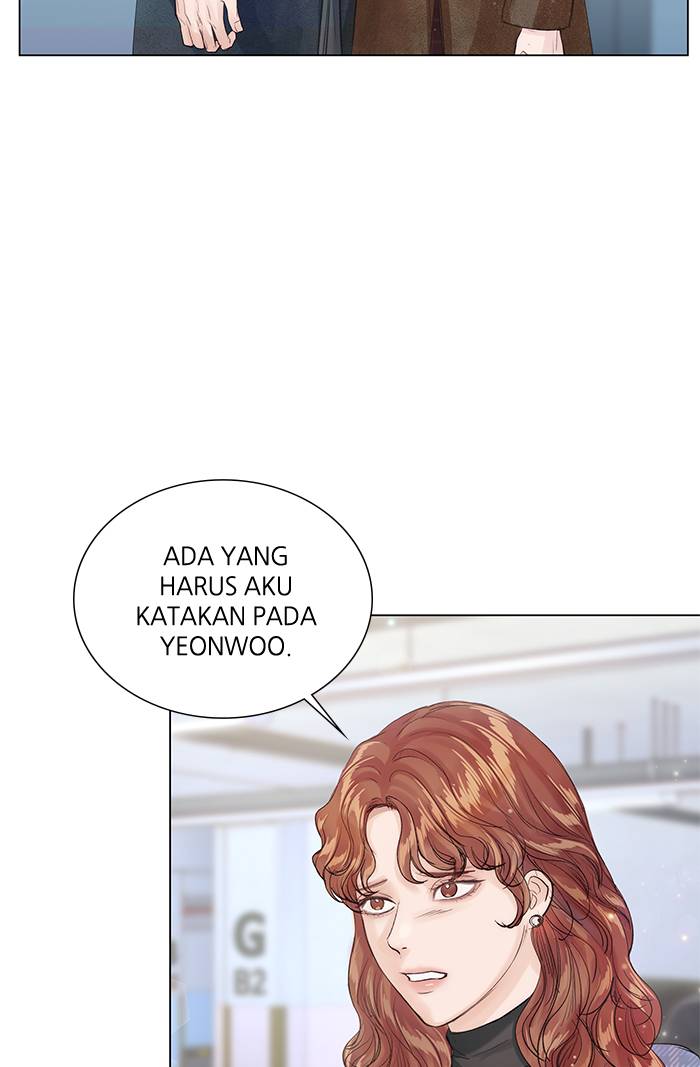 ADA YANG
HARUS AKU
KATAKAN PADA
YEONWOO.
G
B2